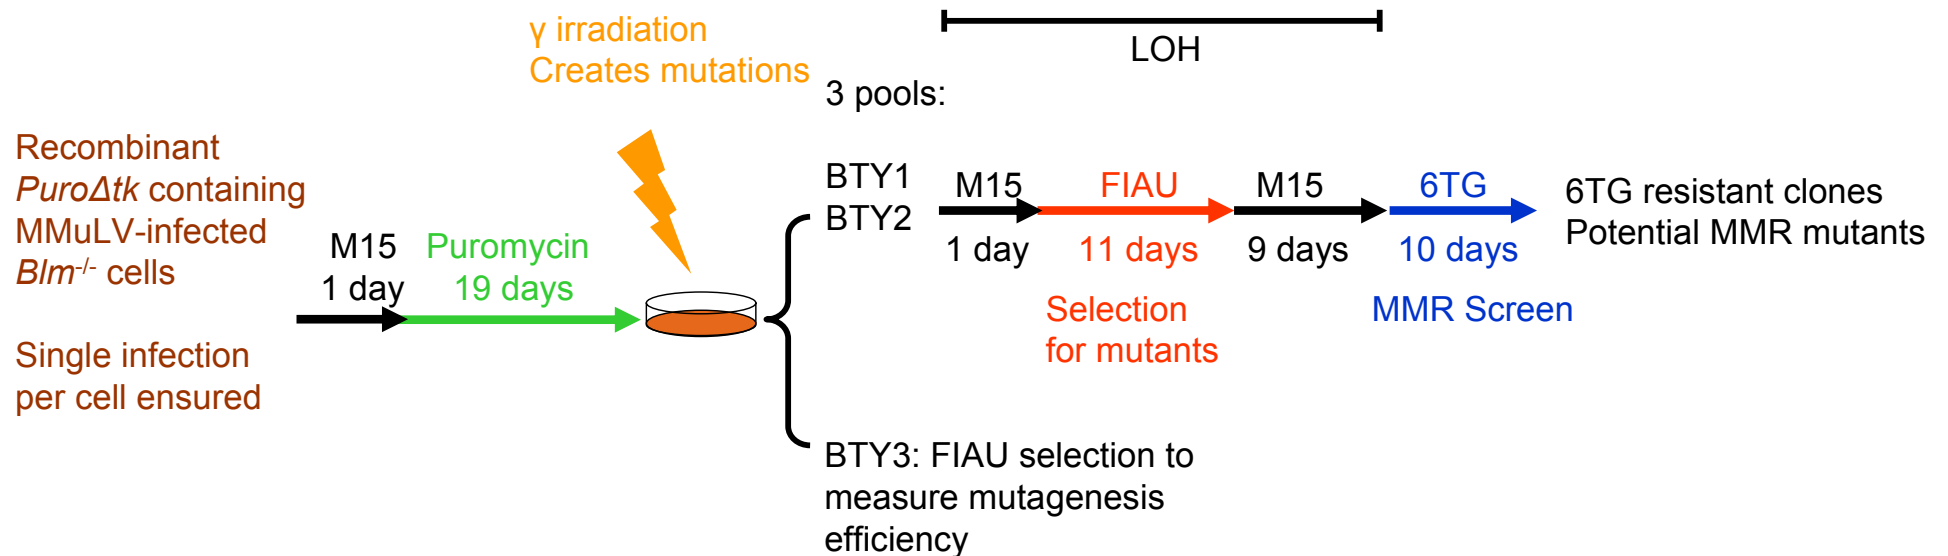 γ irradiation
Creates mutations
LOH
3 pools:
Recombinant
PuroΔtk containing
MMuLV-infected
Blm-/- cells
Single infection
per cell ensured
M15
1 day
Puromycin
19 days
BTY1
BTY2
M15
1 day
FIAU
11 days
Selection
for mutants
M15
9 days
6TG
10 days
MMR Screen
6TG resistant clones
Potential MMR mutants
BTY3: FIAU selection to
measure mutagenesis
efficiency